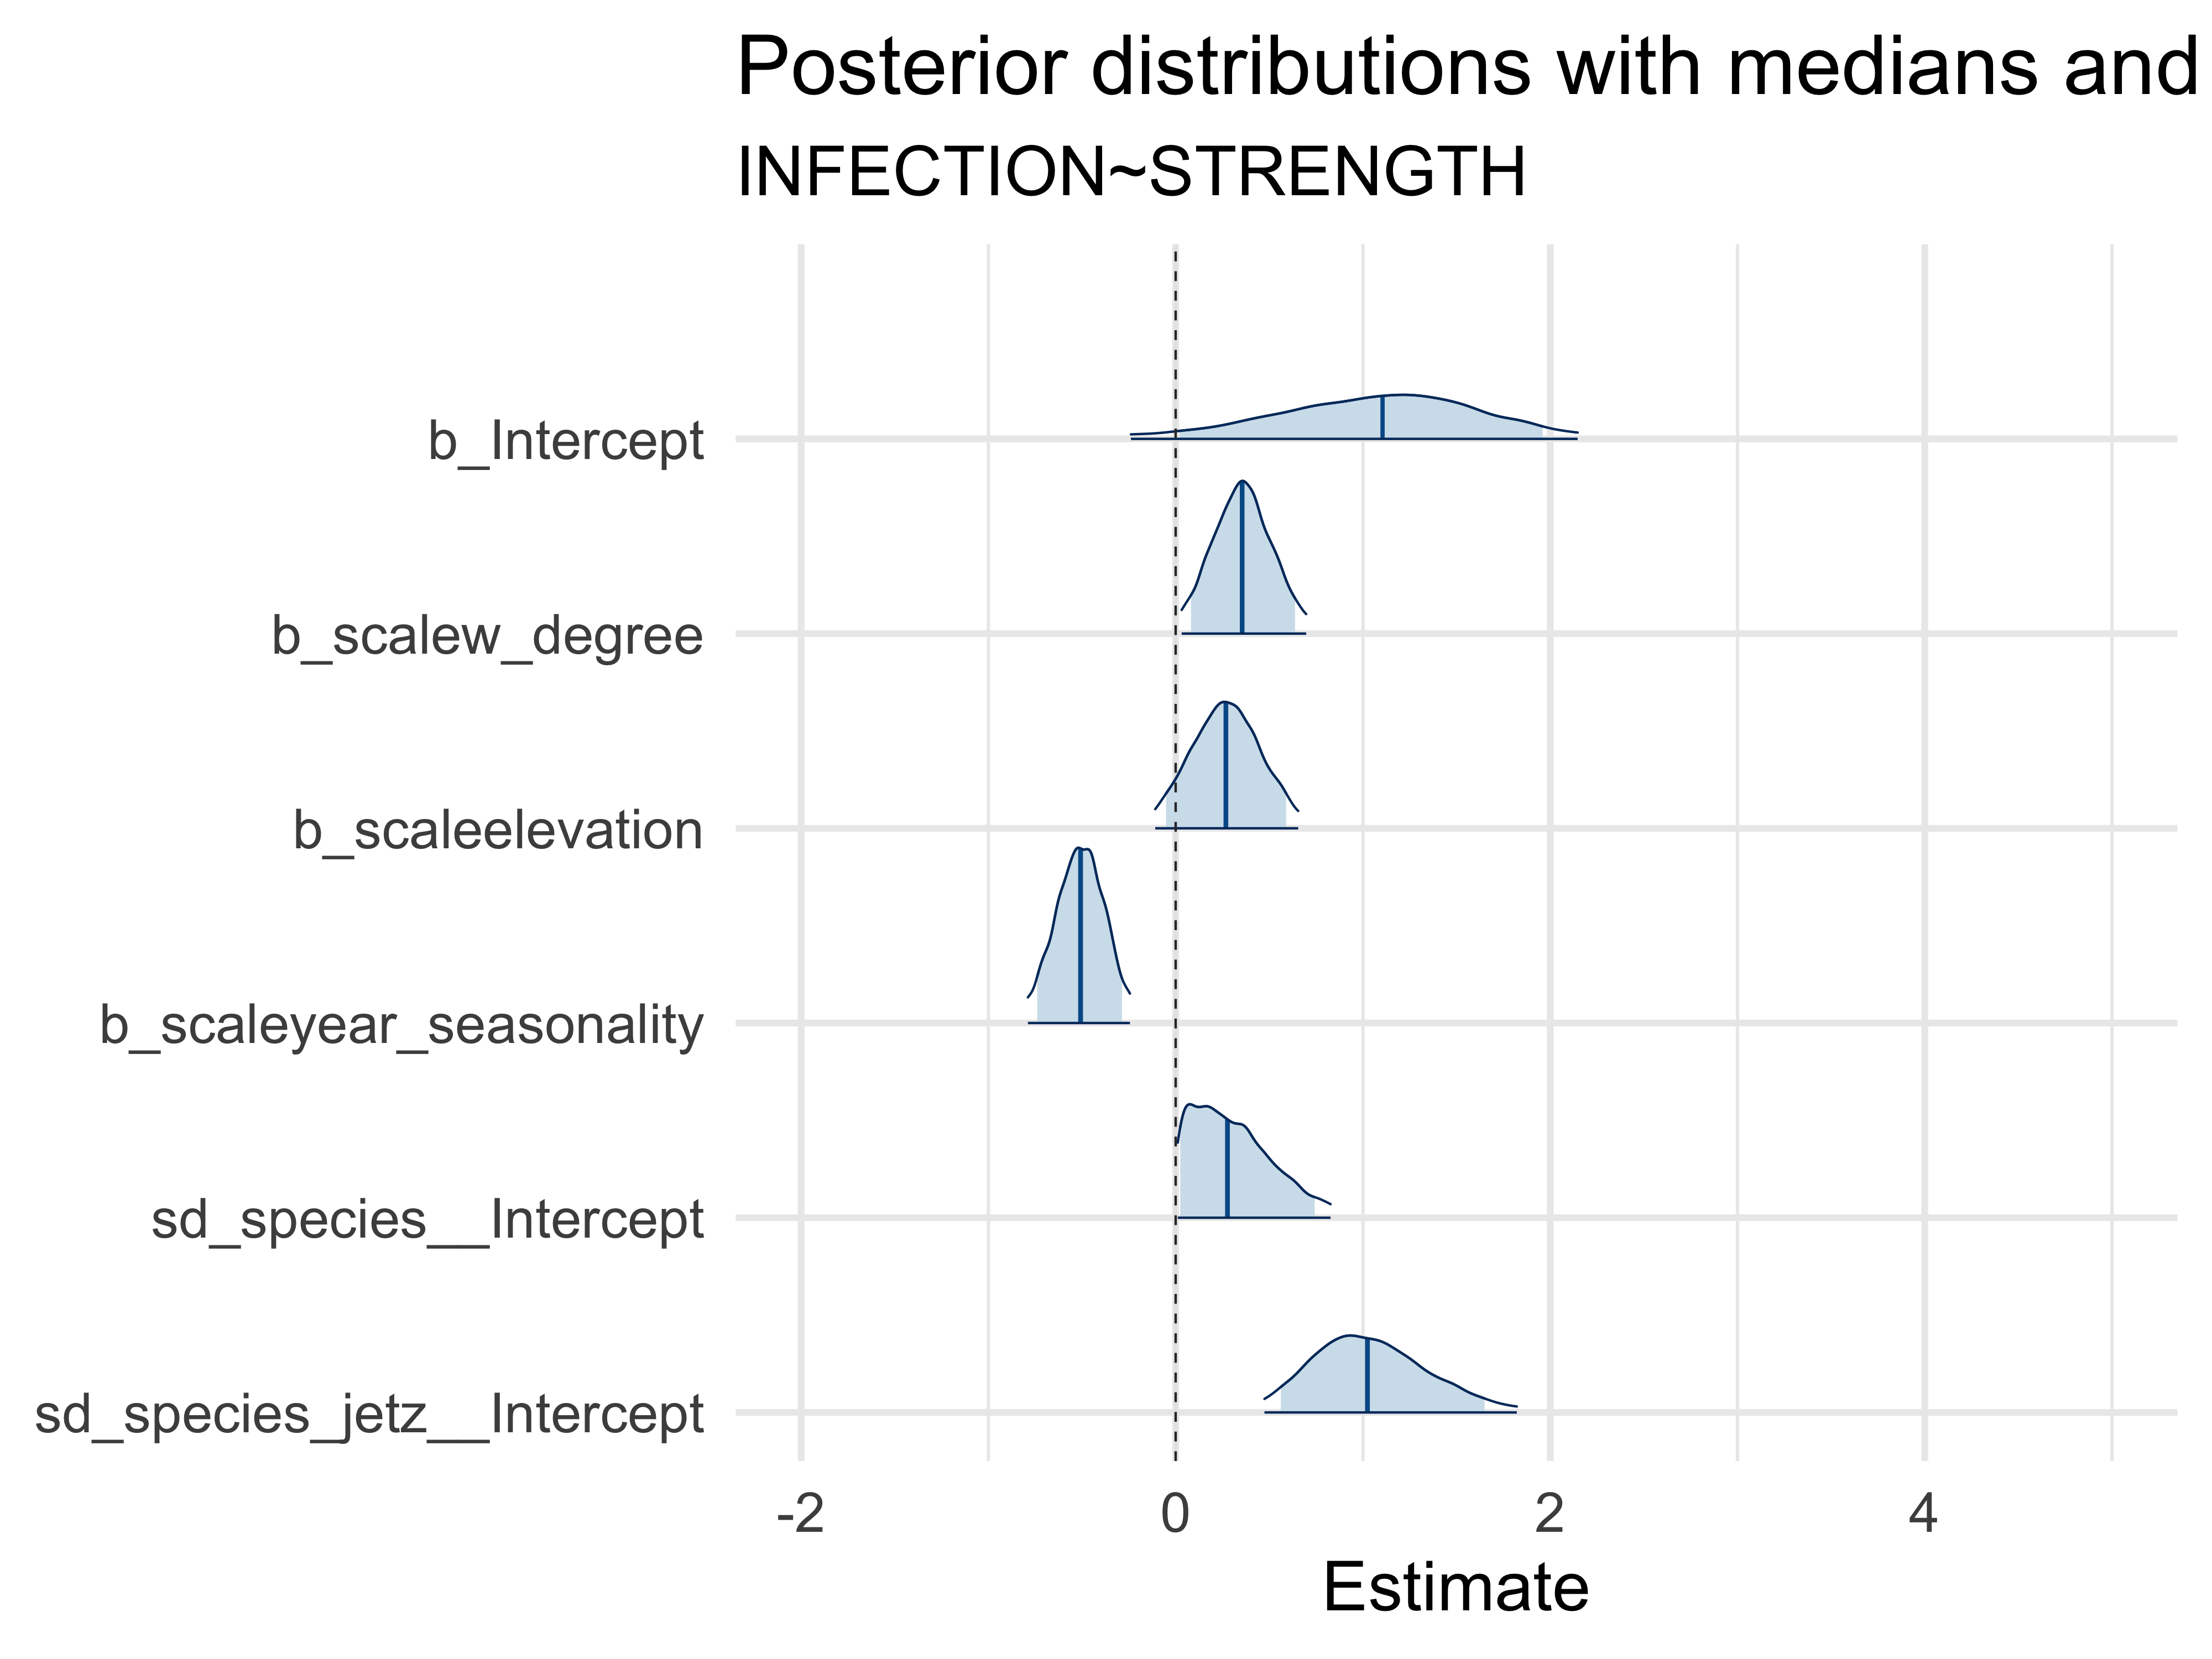 Posterior distributions with medians and
INFECTION~STRENGTH
b_Intercept
b_scalew_degree
b_scaleelevation
b_scaleyear_seasonality
sd_species__Intercept
sd_species_jetz__Intercept
-2 0 2 4
Estimate